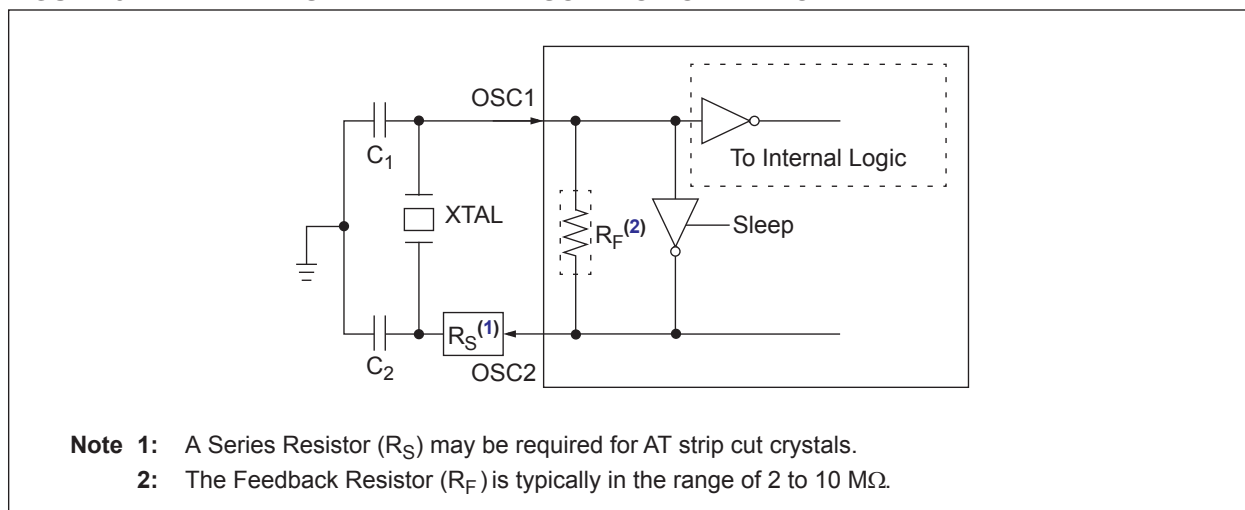 OSC1
C1
To Internal Logic
XTAL
RF(2)
Sleep
RS(1)
C2
OSC2
Note 1: A Series Resistor (RS) may be required for AT strip cut crystals.
2: The Feedback Resistor (RF) is typically in the range of 2 to 10 MΩ.